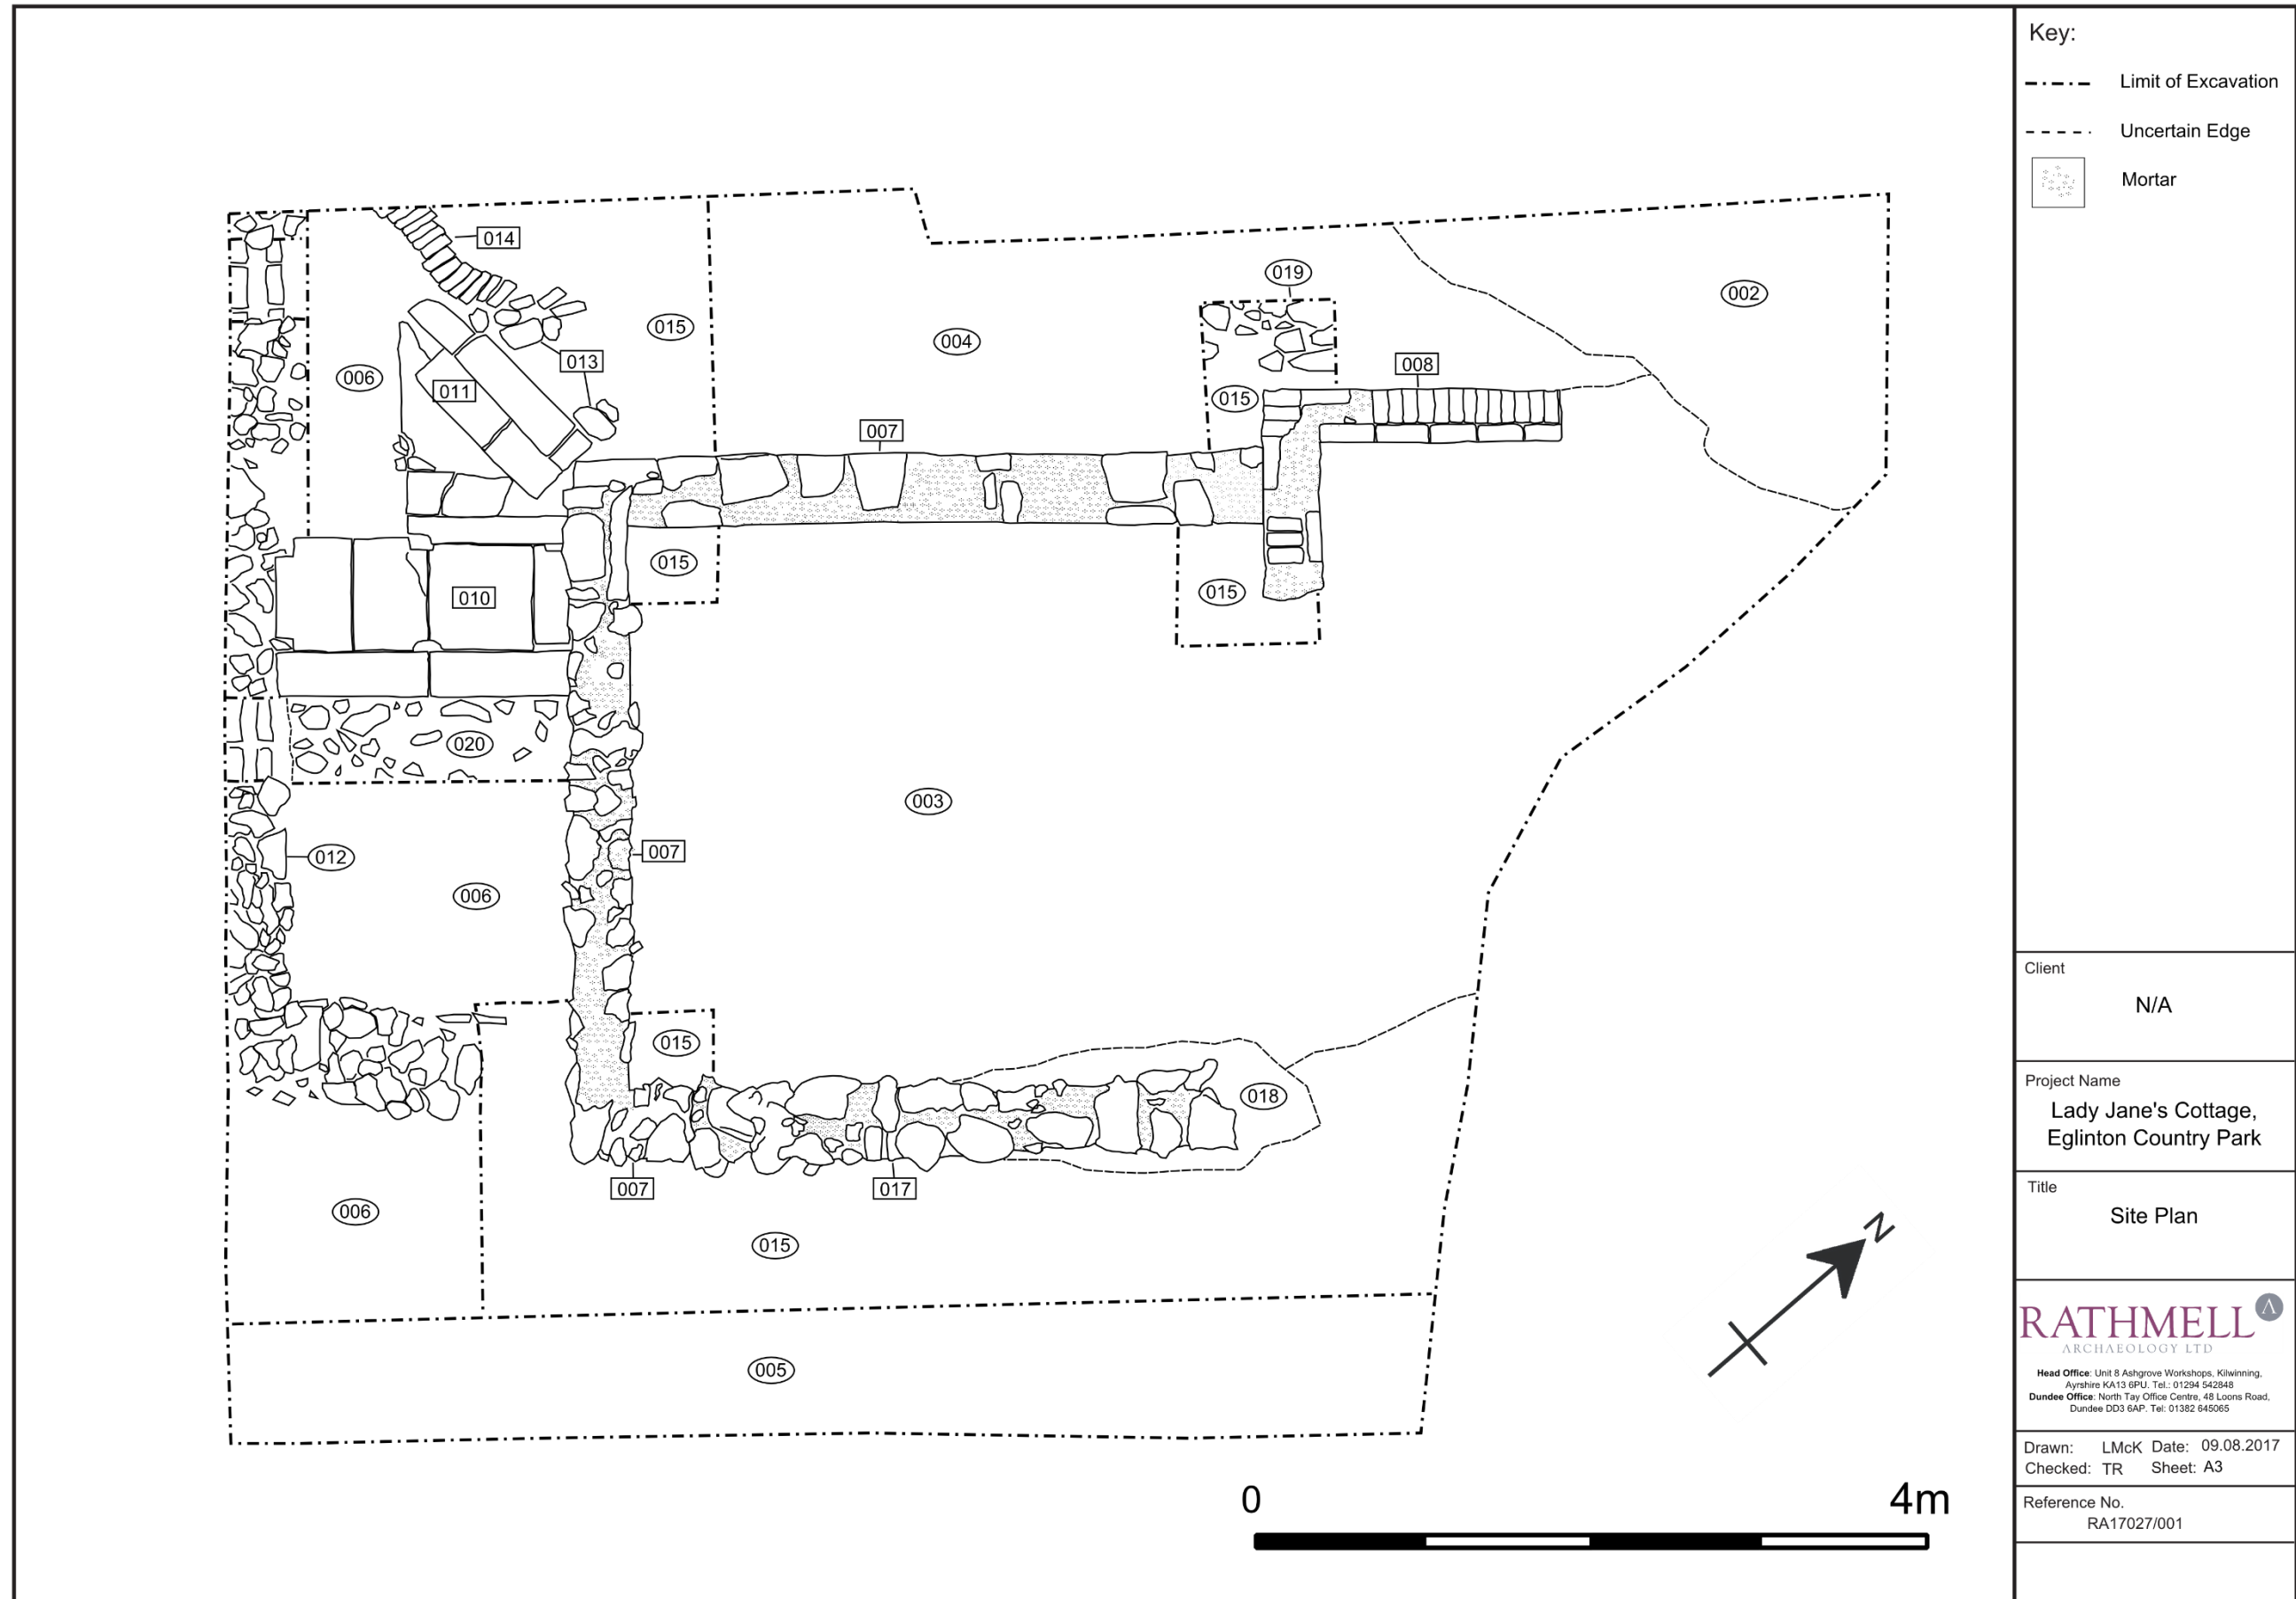 014
019
002
015
004
013
008
006
011
015
007
015
010
015
020
003
007
012
006
015
018
007
017
006
015
005
N
0
4m
Key:
Limit of Excavation
Uncertain Edge
Mortar
Client
N/A
Project Name
Lady Jane's Cottage,
Eglinton Country Park
Title
Site Plan
RATHMELL
ARCHAEOLOGY LTD
Head Office: Unit 8 Ashgrove Workshops, Kilwinning,
Ayrshire KA13 6PU. Tel.: 01294 542848
Dundee Office: North Tay Office Centre, 48 Loons Road,
Dundee DD3 6AP. Tel: 01382 645065
Drawn: LMcK Date: 09.08.2017
Checked: TR Sheet: A3
Reference No.
RA17027/001